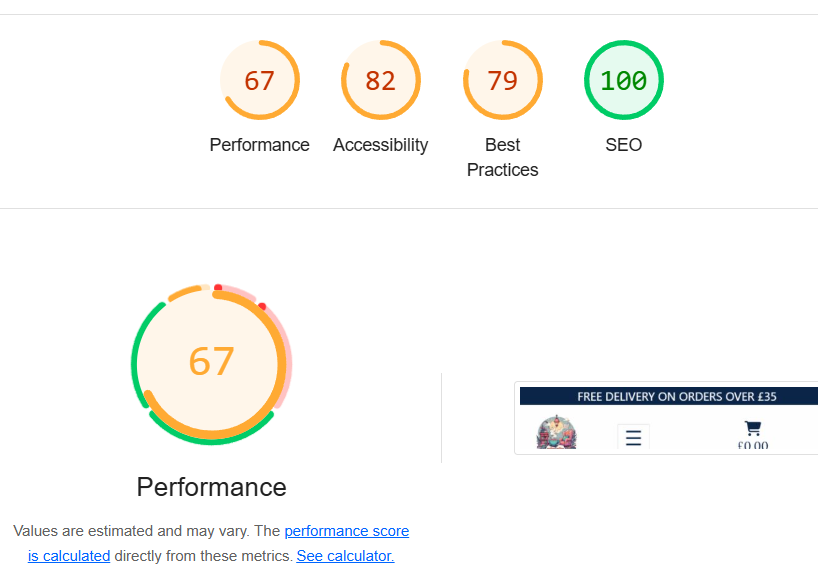 67 82 79 100
Performance Accessibility Best Practices SEO
67
FREE DELIVERY ON ORDERS OVER £35
£0.00
Performance
Values are estimated and may vary. The performance score
is calculated directly from these metrics. See calculator.